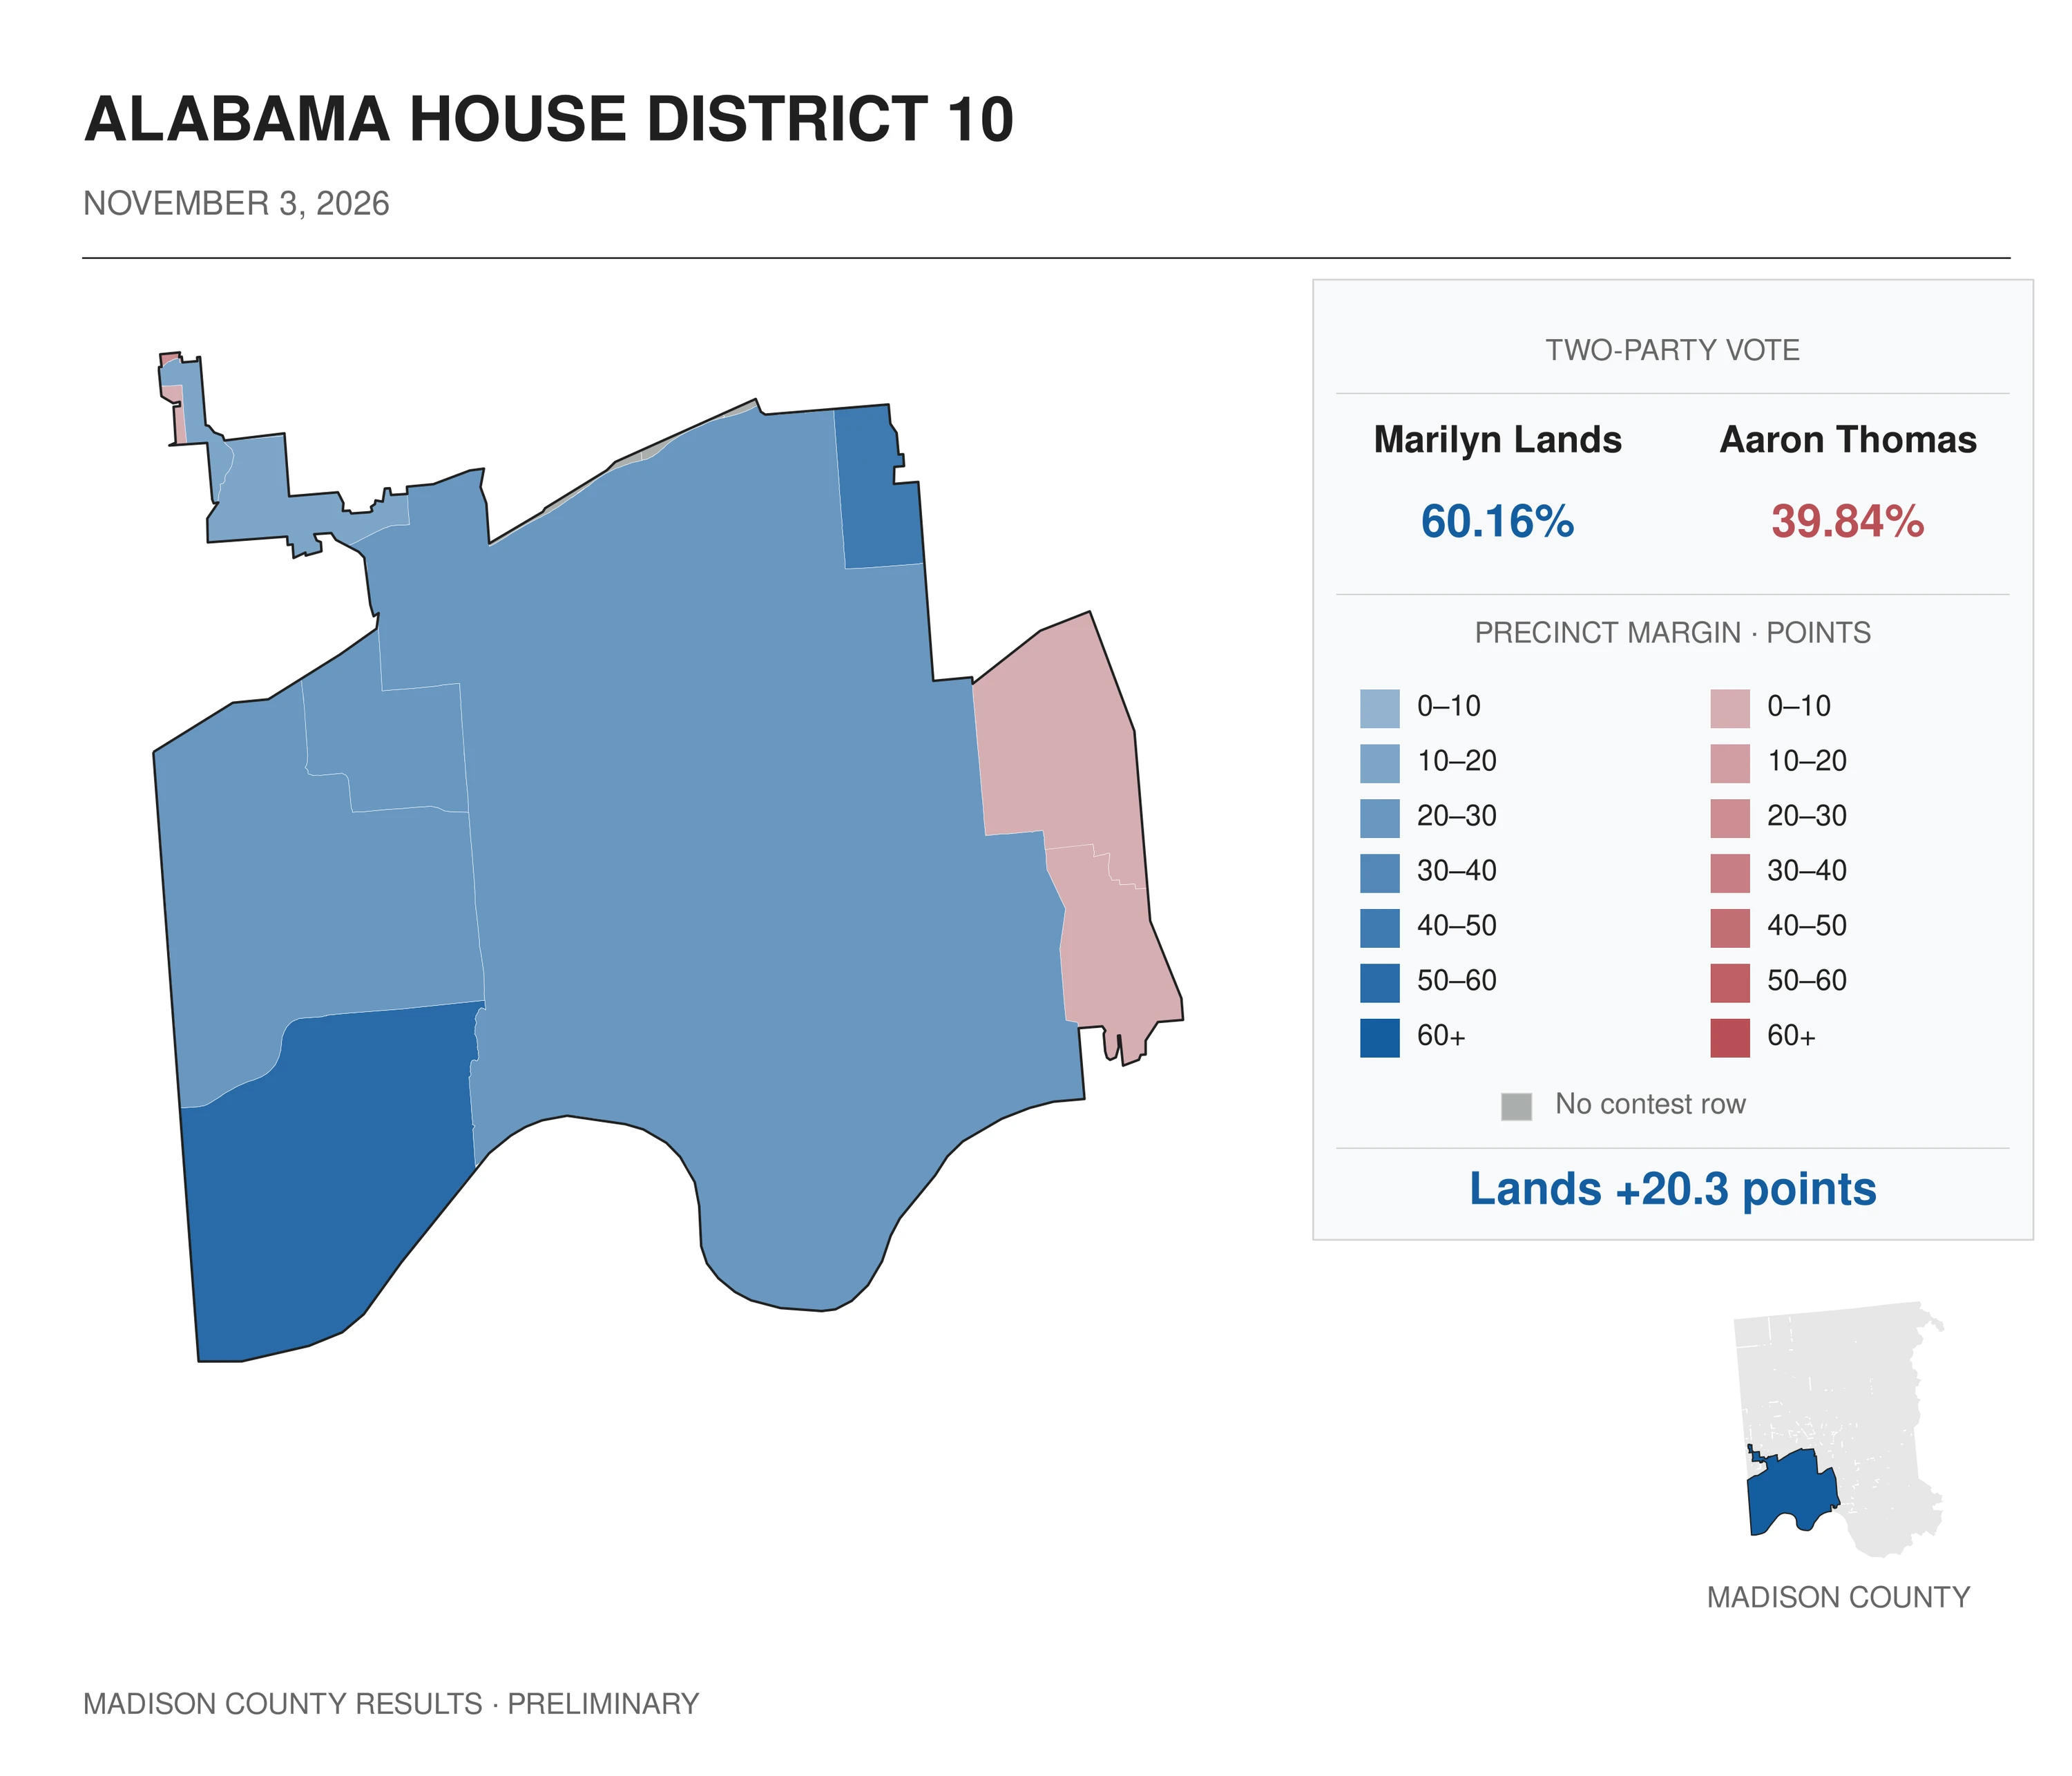 ALABAMA HOUSE DISTRICT 10
NOVEMBER 3, 2026
TWO-PARTY VOTE
Marilyn Lands Aaron Thomas
60.16% 39.84%
PRECINCT MARGIN · POINTS
0–10 0–10
10–20 10–20
20–30 20–30
30–40 30–40
40–50 40–50
50–60 50–60
60+ 60+
No contest row
Lands +20.3 points
MADISON COUNTY
MADISON COUNTY RESULTS · PRELIMINARY